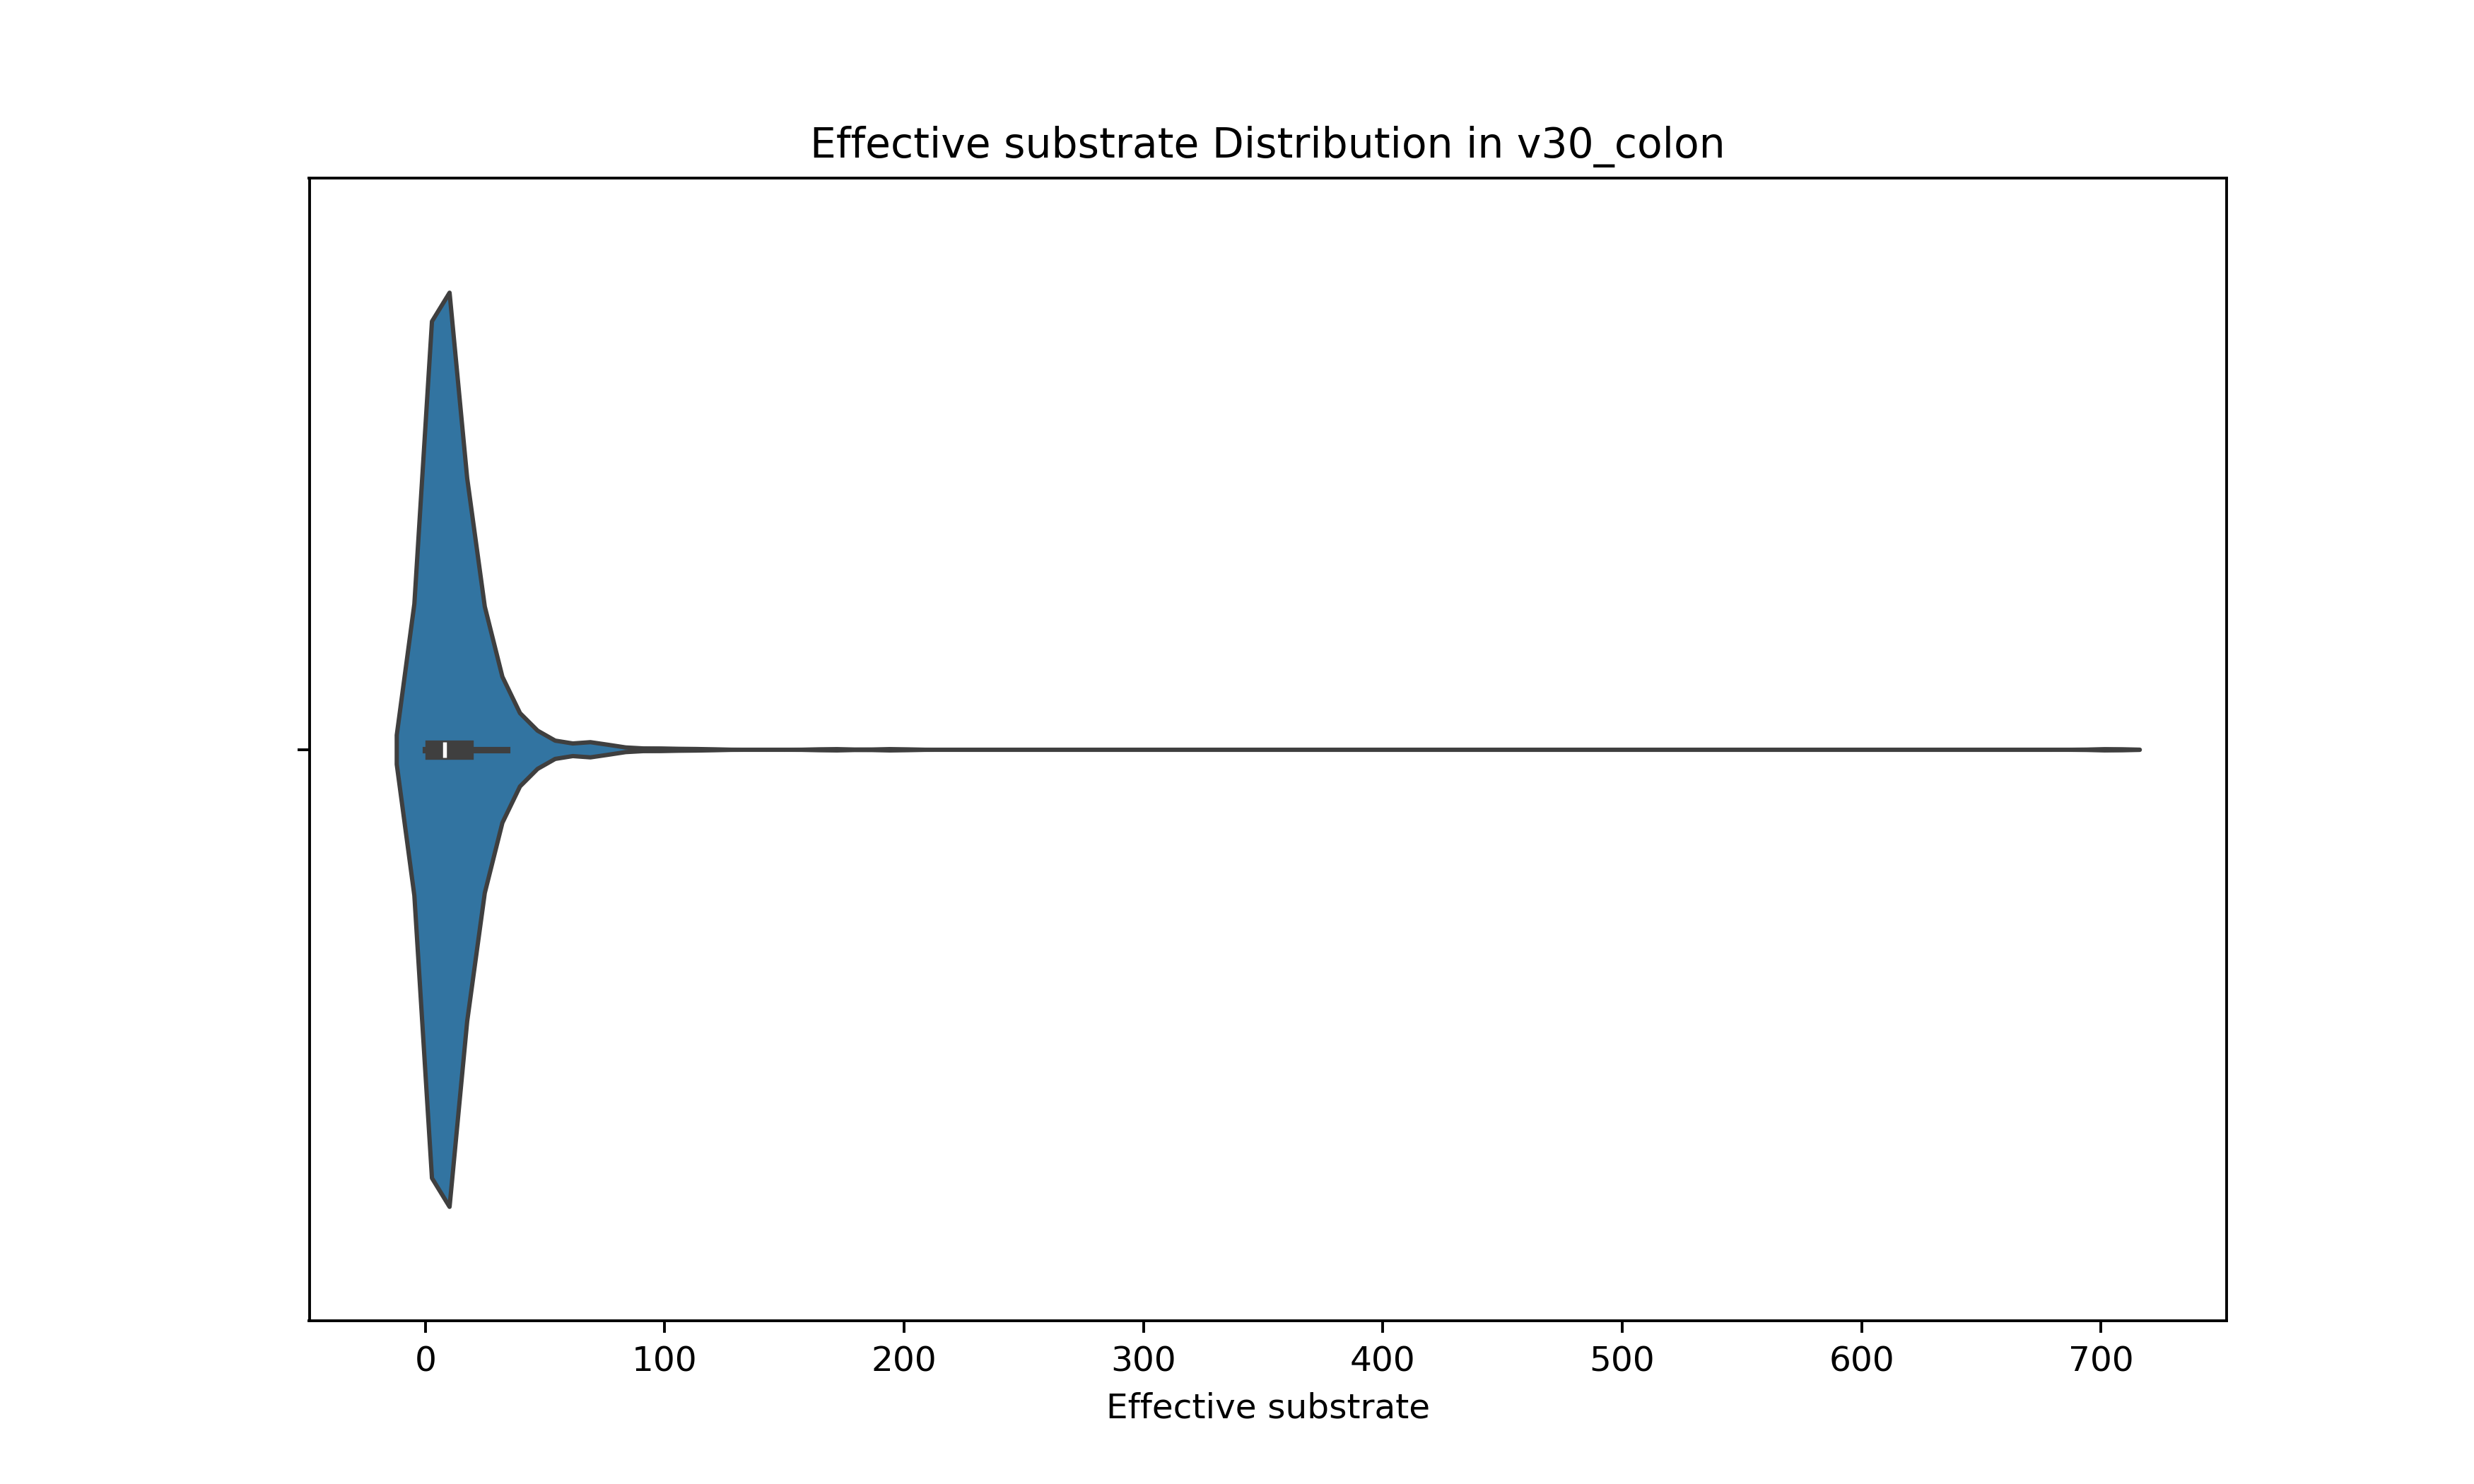 Effective substrate Distribution in v30_colon
0 100 200 300 400 500 600 700
Effective substrate